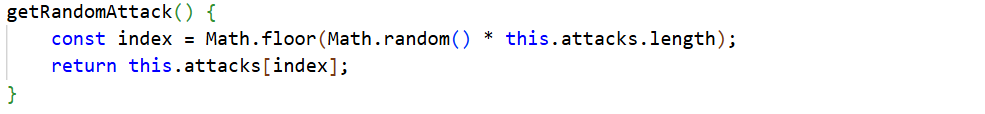 getRandomAttack() {
    const index = Math.floor(Math.random() * this.attacks.length);
    return this.attacks[index];
}